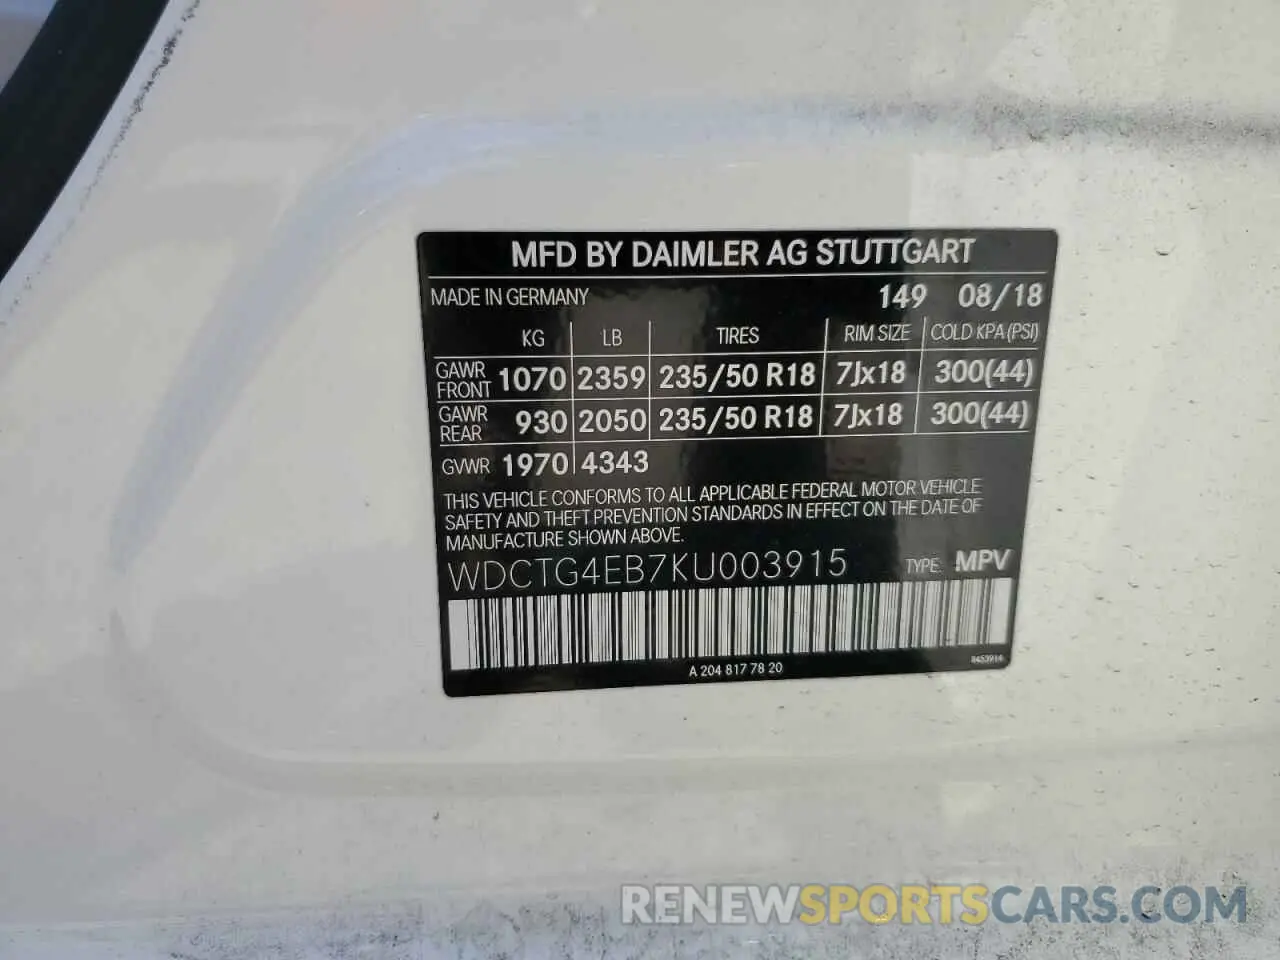 MFD BY DAIMLER AG STUTTGART
MADE IN GERMANY 149 08/18
KG LB TIRES RIM SIZE COLD KPA(PSI)
GAWR FRONT 1070 2359 235/50 R18 7Jx18 300(44)
GAWR REAR 930 2050 235/50 R18 7Jx18 300(44)
GVWR 1970 4343
THIS VEHICLE CONFORMS TO ALL APPLICABLE FEDERAL MOTOR VEHICLE
SAFETY AND THEFT PREVENTION STANDARDS IN EFFECT ON THE DATE OF
MANUFACTURE SHOWN ABOVE.
WDCTG4EB7KU003915 TYPE: MPV
A 204 817 78 20
RENEWSPORTSCARS.COM